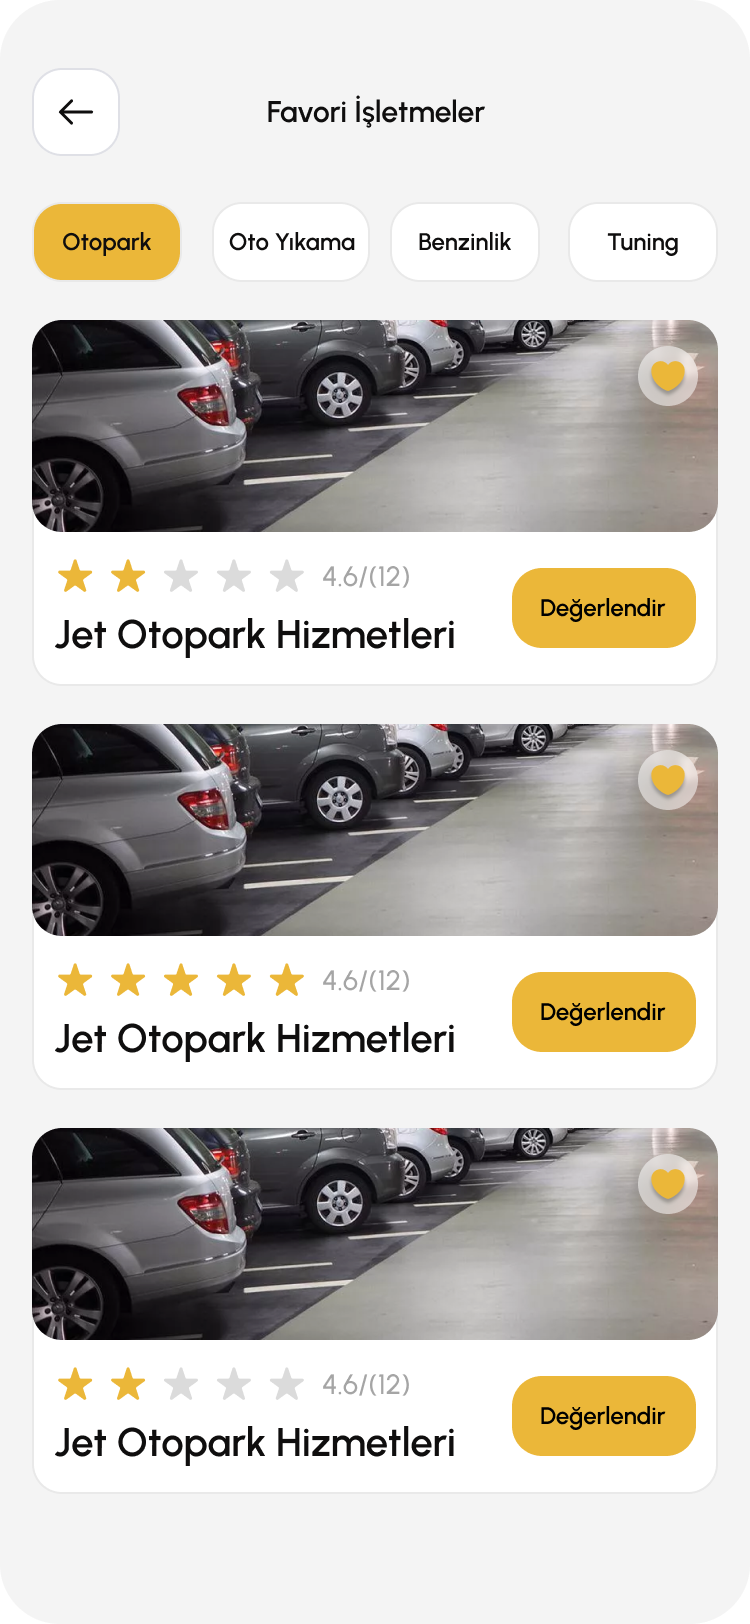 Favori İşletmeler
Otopark Oto Yıkama Benzinlik Tuning
4.6/(12)
Jet Otopark Hizmetleri
Değerlendir
4.6/(12)
Jet Otopark Hizmetleri
Değerlendir
4.6/(12)
Jet Otopark Hizmetleri
Değerlendir